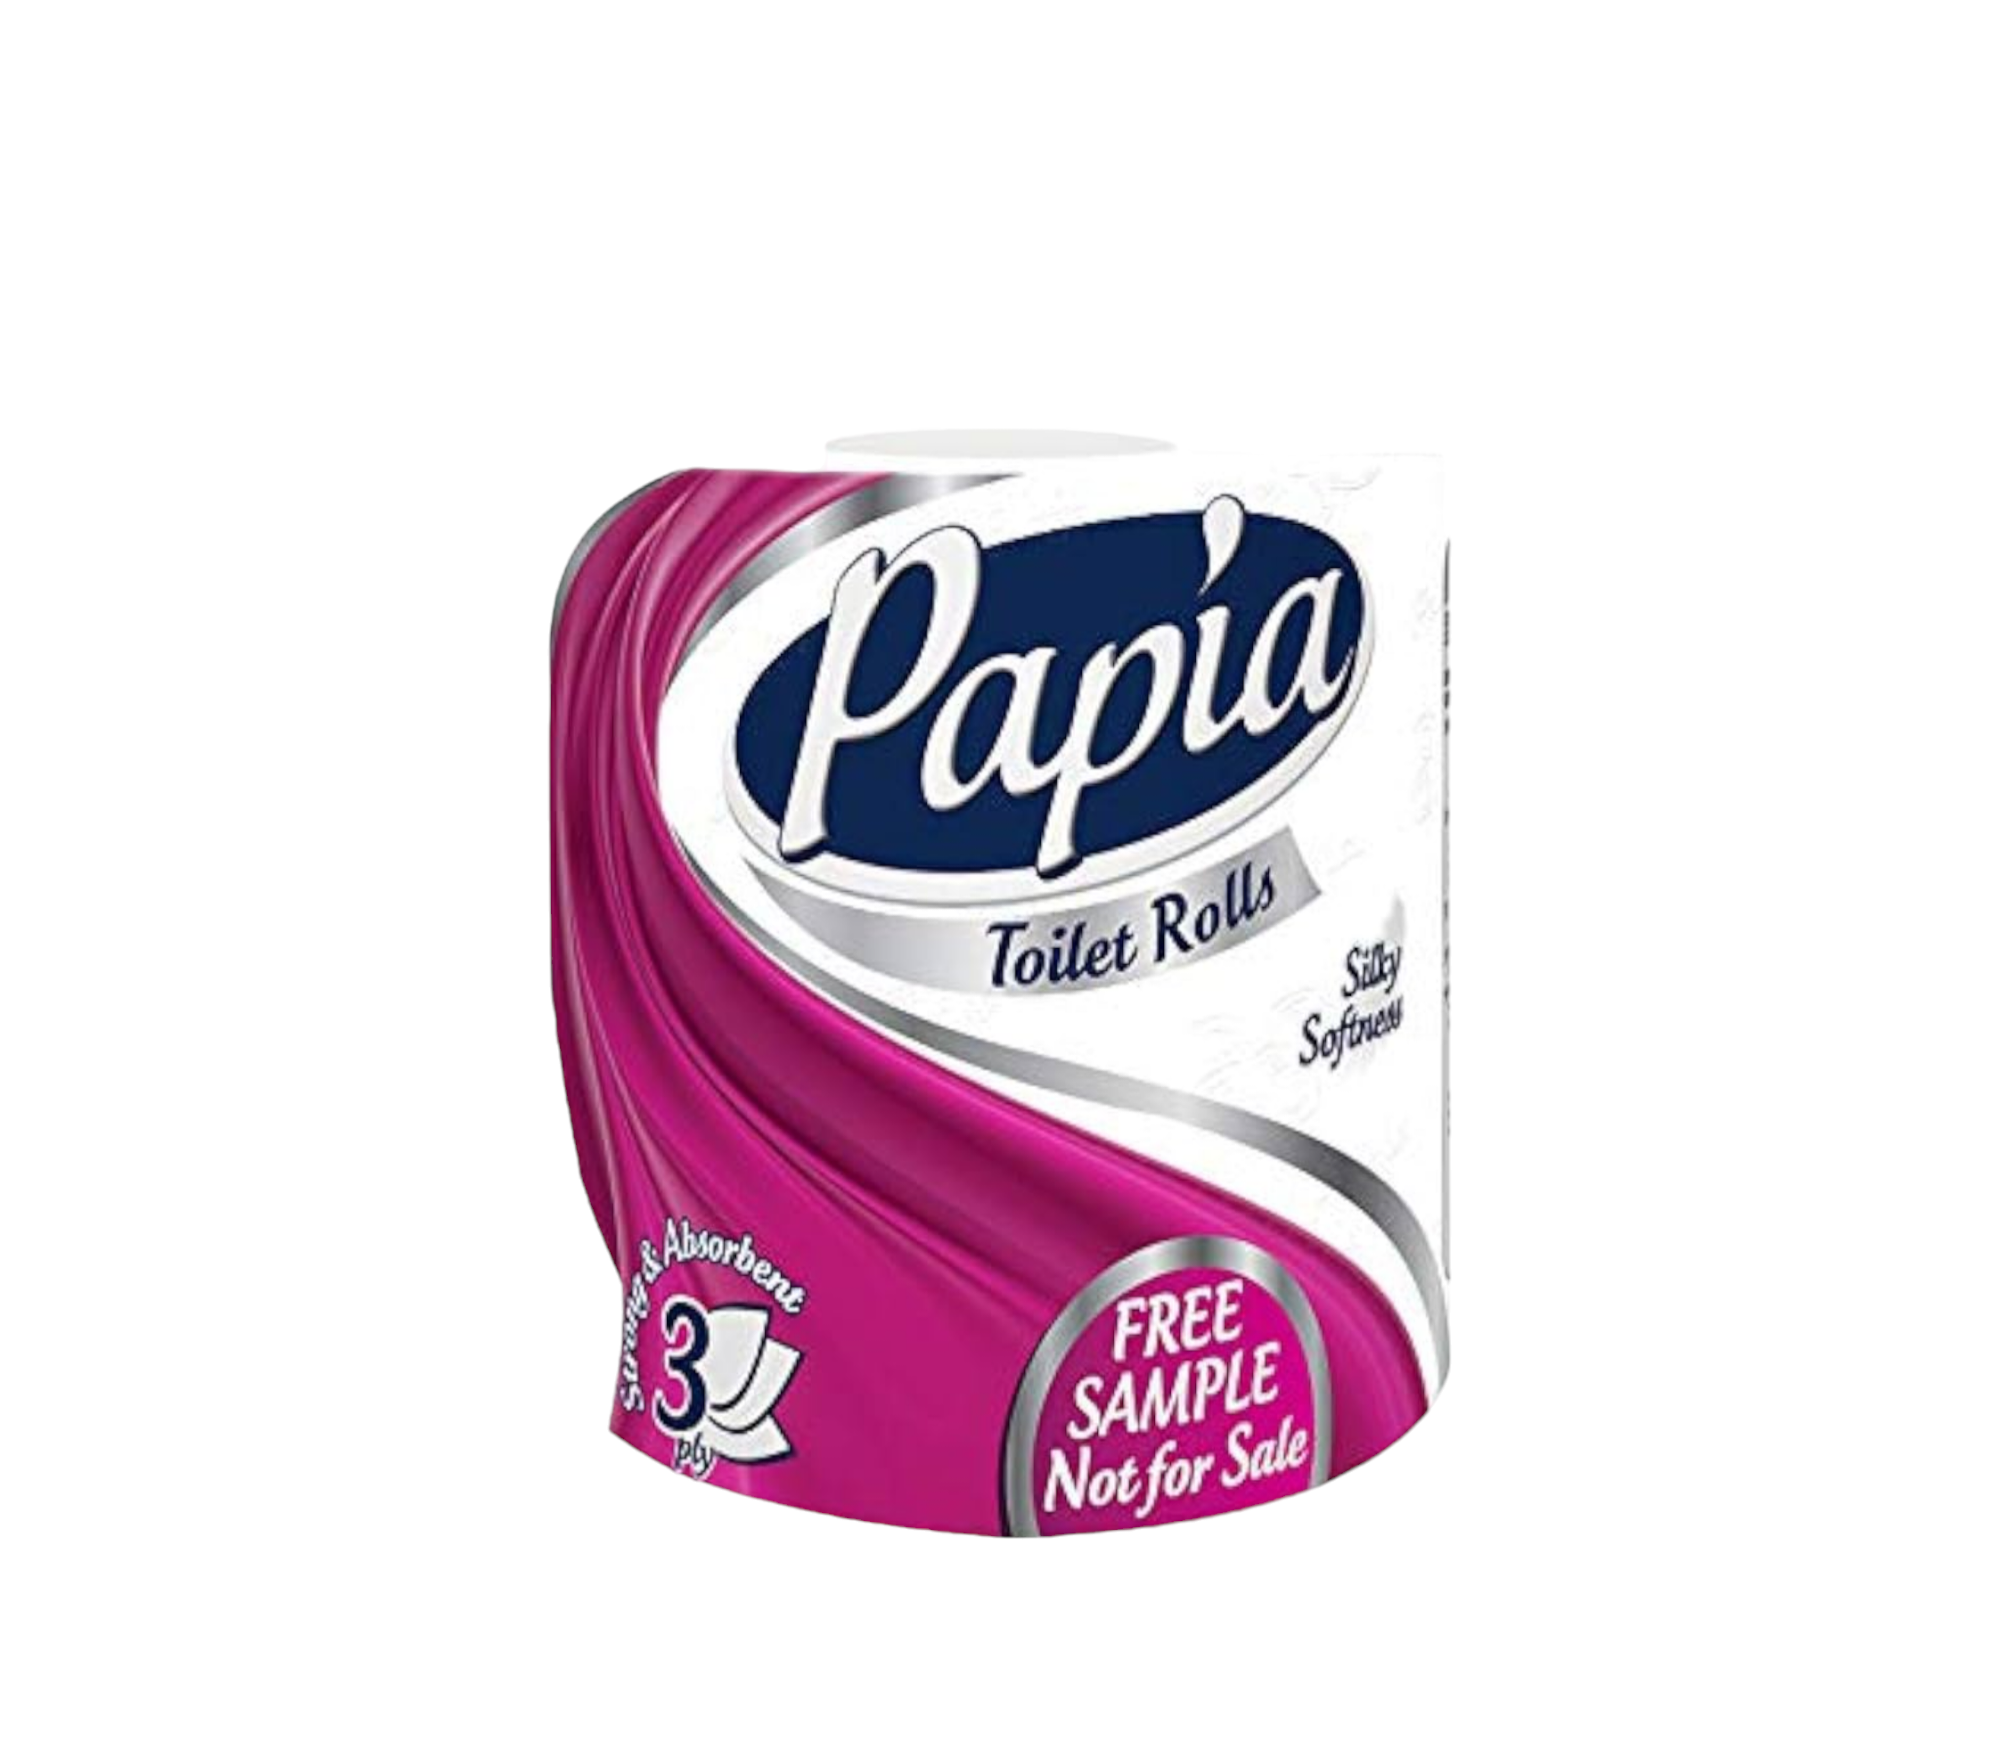 Papia
Toilet Rolls
Silky
Softness
Strong & Absorbent
3
ply
FREE
SAMPLE
Not for Sale